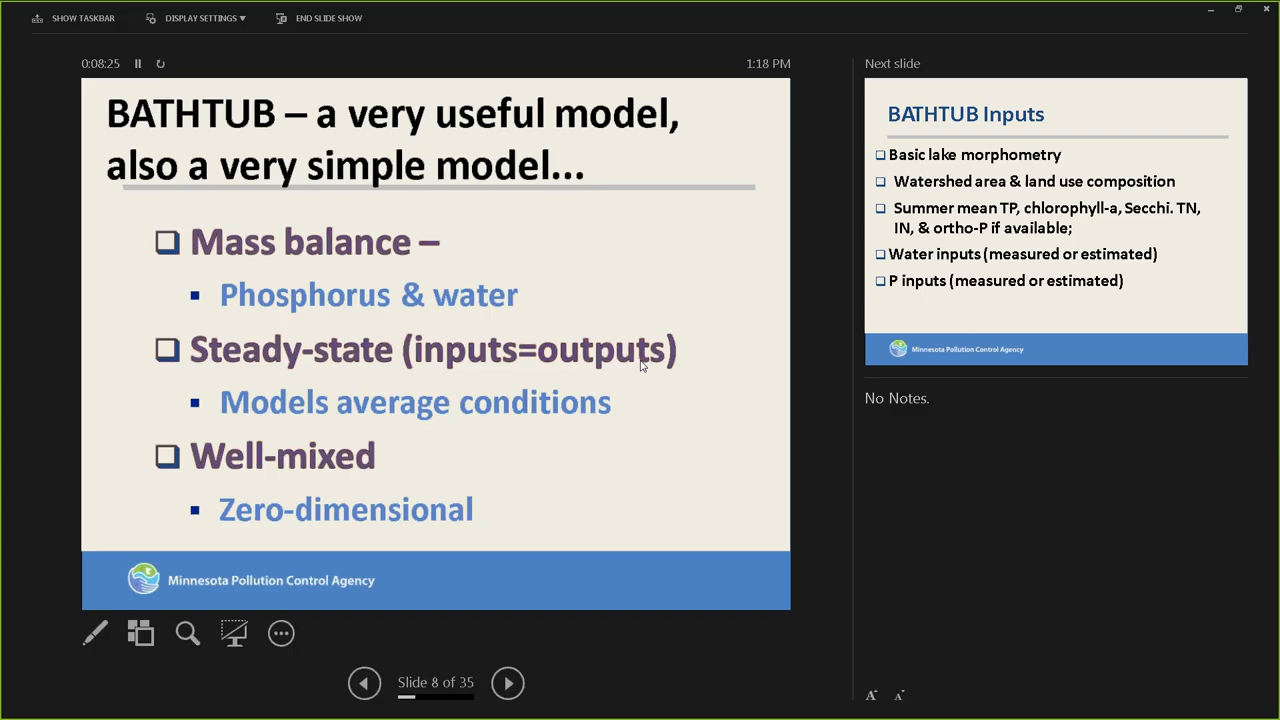 SHOW TASKBAR
DISPLAY SETTINGS
END SLIDE SHOW
0:08:25
1:18 PM
BATHTUB – a very useful model,
also a very simple model...
Mass balance –
Phosphorus & water
Steady-state (inputs=outputs)
Models average conditions
Well-mixed
Zero-dimensional
Minnesota Pollution Control Agency
Slide 8 of 35
Next slide
BATHTUB Inputs
Basic lake morphometry
Watershed area & land use composition
Summer mean TP, chlorophyll-a, Secchi. TN,
IN, & ortho-P if available;
Water inputs (measured or estimated)
P inputs (measured or estimated)
Minnesota Pollution Control Agency
No Notes.
A A